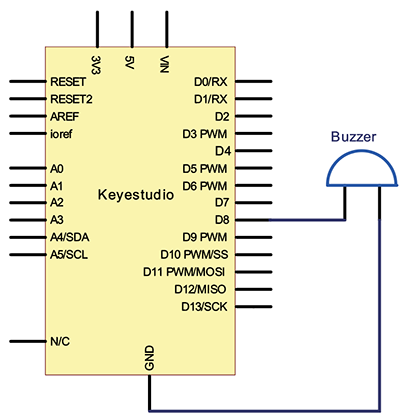 3V3
5V
VIN
RESET
RESET2
AREF
ioref
A0
A1
A2
A3
A4/SDA
A5/SCL
N/C
Keyestudio
D0/RX
D1/RX
D2
D3 PWM
D4
D5 PWM
D6 PWM
D7
D8
D9 PWM
D10 PWM/SS
D11 PWM/MOSI
D12/MISO
D13/SCK
GND
Buzzer